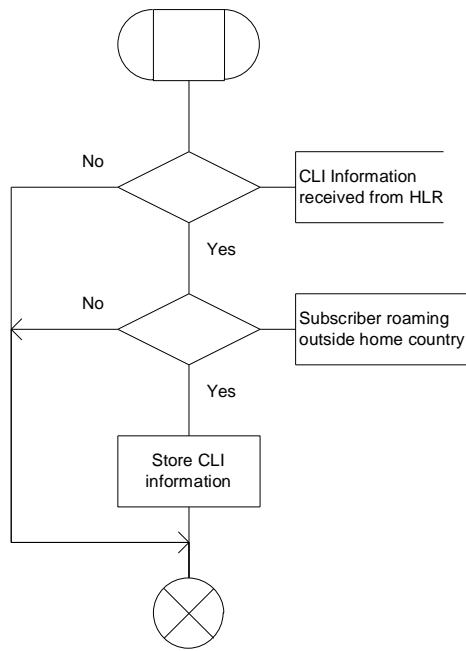 No
CLI Information
received from HLR
Yes
No
Subscriber roaming
outside home country
Yes
Store CLI
information